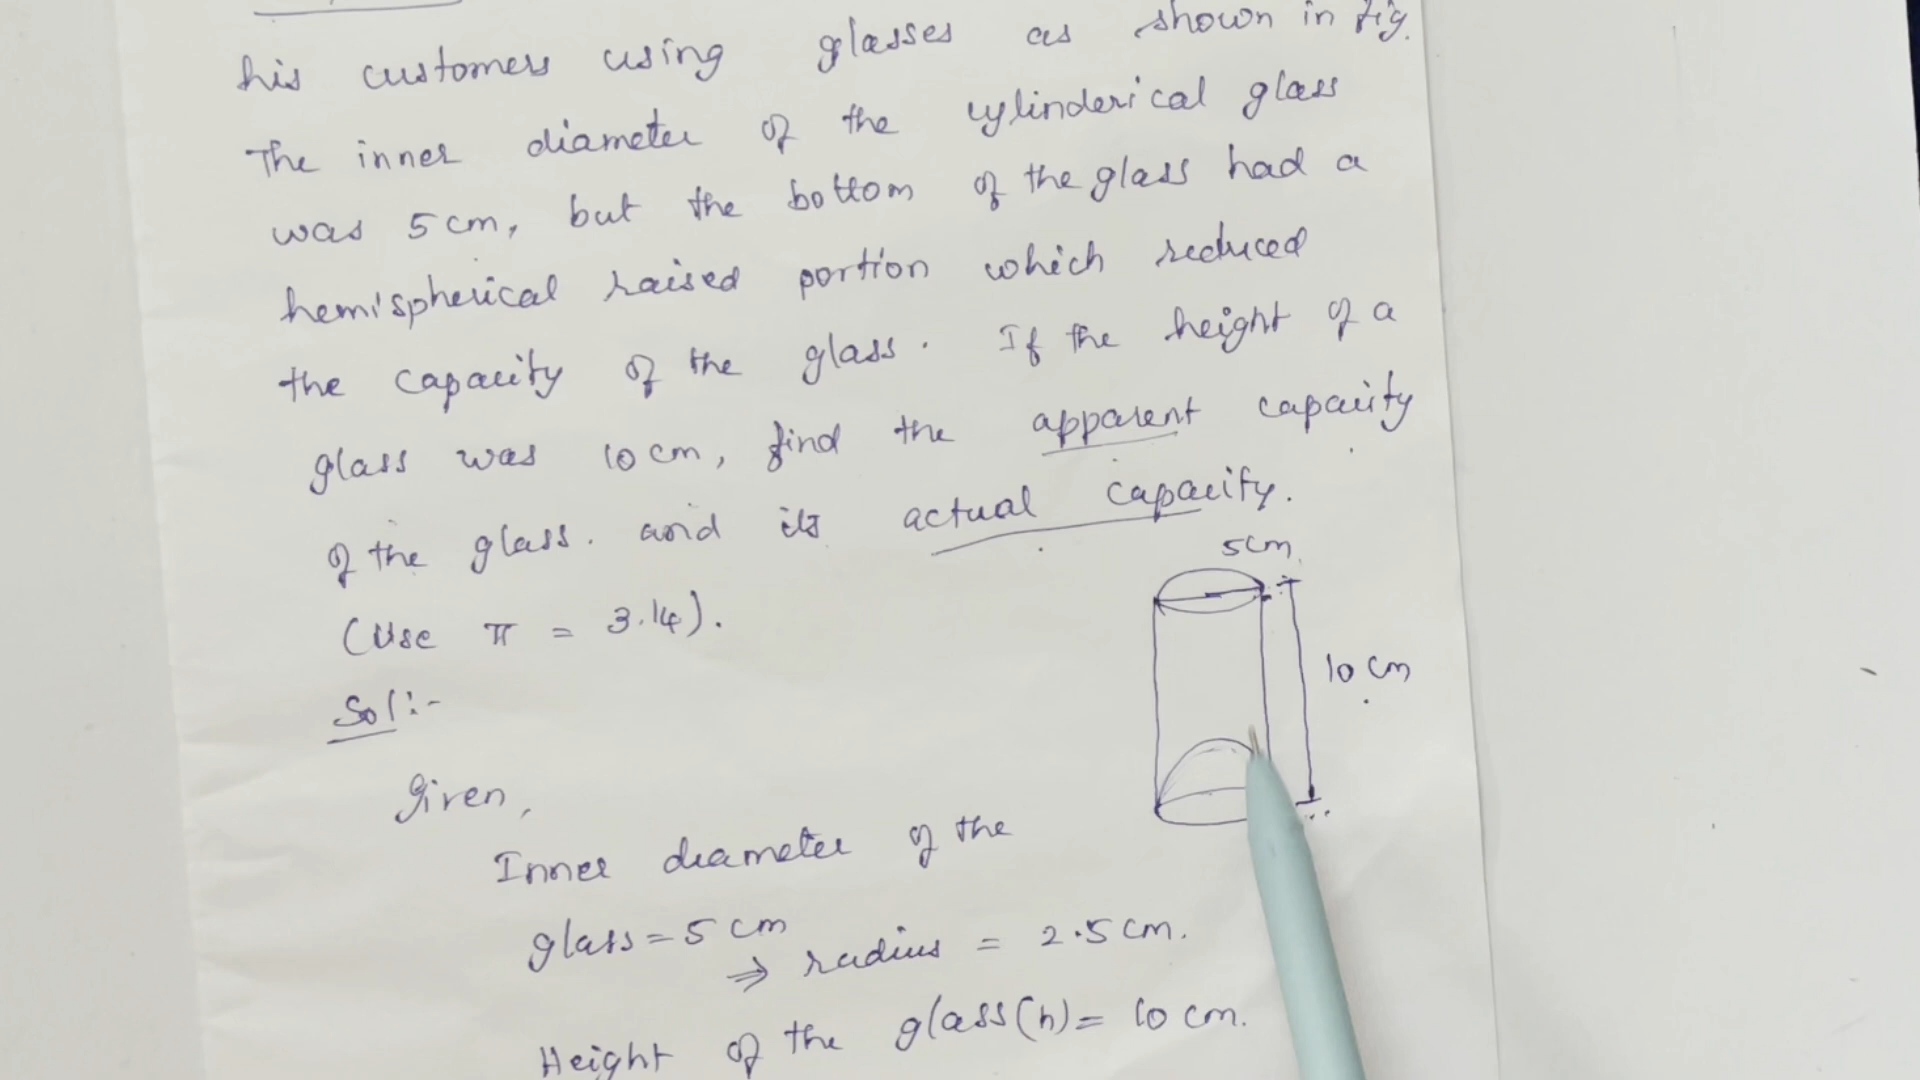 his customers using glasses as shown in fig.
The inner diameter of the cylinderical glass
was 5 cm, but the bottom of the glass had a
hemispherical raised portion which reduced
the capacity of the glass. If the height of a
glass was 10 cm, find the apparent capacity
of the glass. and its actual capacity.
(Use π = 3.14).
5cm
10 cm
Sol:-
Given,
Inner diameter of the
glass = 5 cm
⇒ radius = 2.5 cm.
Height of the glass (h) = 10 cm.